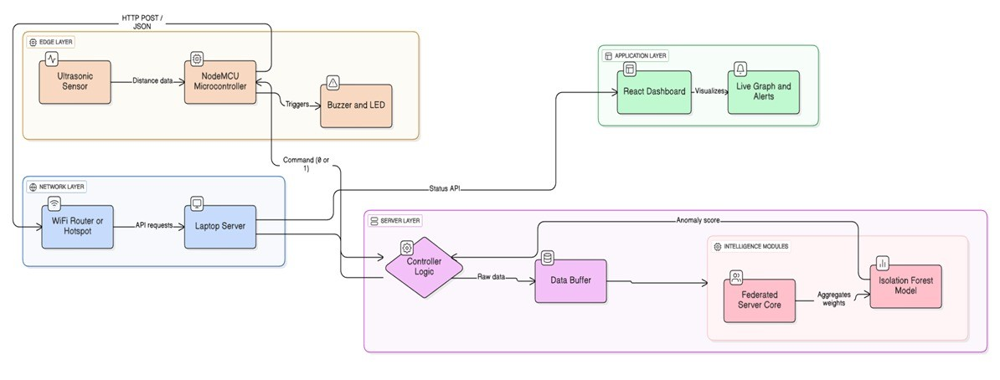 HTTP POST /
JSON
EDGE LAYER
Ultrasonic
Sensor
Distance data
NodeMCU
Microcontroller
Triggers
Buzzer and LED
APPLICATION LAYER
React Dashboard
Visualizes
Live Graph and
Alerts
Command (0 or
1)
NETWORK LAYER
WiFi Router or
Hotspot
API requests
Laptop Server
Status API
SERVER LAYER
Anomaly score
Controller
Logic
Raw data
Data Buffer
INTELLIGENCE MODULES
Federated
Server Core
Aggregates
weights
Isolation Forest
Model